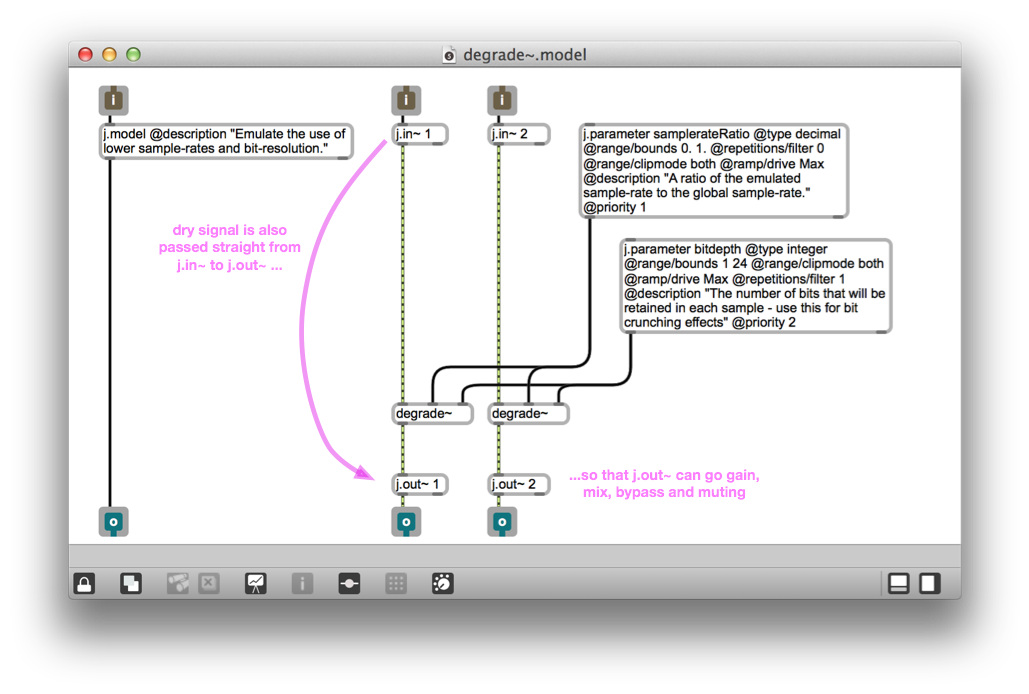 degrade~.model
i
i
i
j.model @description "Emulate the use of
lower sample-rates and bit-resolution."
j.in~ 1
j.in~ 2
j.parameter samplerateRatio @type decimal
@range/bounds 0. 1. @repetitions/filter 0
@range/clipmode both @ramp/drive Max
@description "A ratio of the emulated
sample-rate to the global sample-rate."
@priority 1
dry signal is also
passed straight from
j.in~ to j.out~ ...
j.parameter bitdepth @type integer
@range/bounds 1 24 @range/clipmode both
@ramp/drive Max @repetitions/filter 1
@description "The number of bits that will be
retained in each sample - use this for bit
crunching effects" @priority 2
degrade~
degrade~
j.out~ 1
j.out~ 2
...so that j.out~ can go gain,
mix, bypass and muting
o
o
o
i